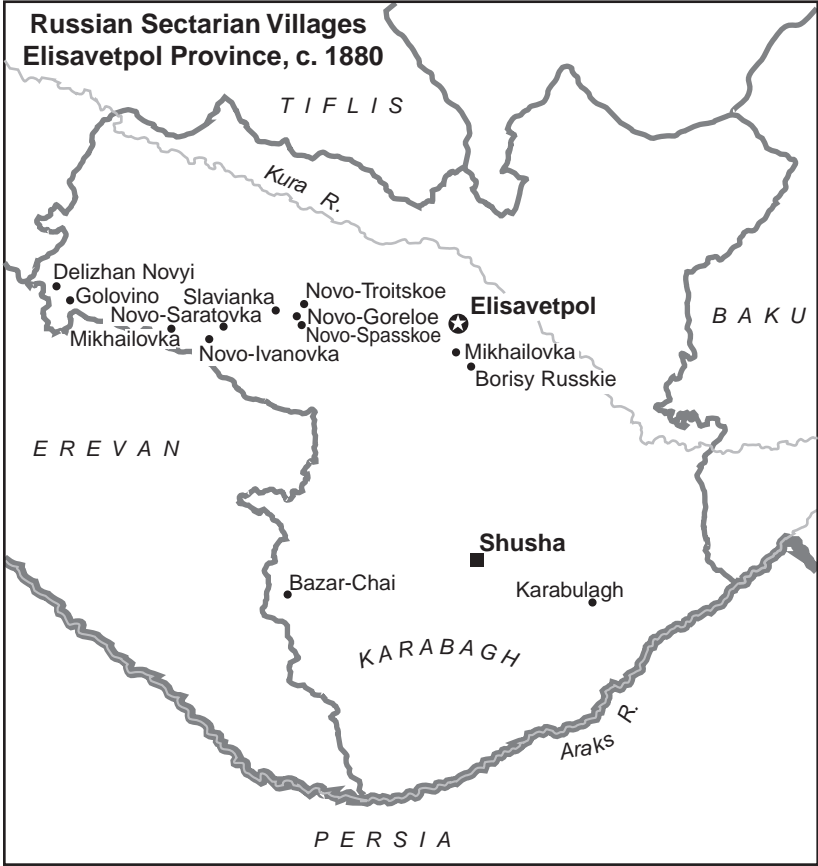 Russian Sectarian Villages
Elisavetpol Province, c. 1880
TIFLIS
Kura R.
Delizhan Novyi
Golovino
Slavianka
Novo-Troitskoe
Elisavetpol
Novo-Saratovka
Novo-Goreloe
BAKU
Mikhailovka
Novo-Spasskoe
Novo-Ivanovka
Mikhailovka
Borisy Russkie
EREVAN
Shusha
Bazar-Chai
Karabulagh
KARABAGH
Araks R.
PERSIA